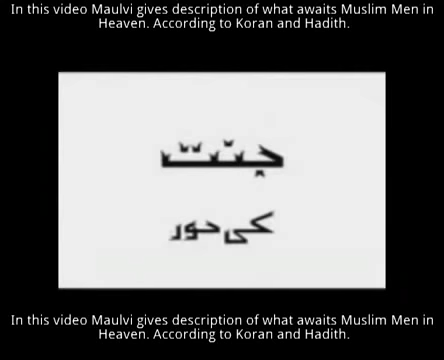 In this video Maulvi gives description of what awaits Muslim Men in
Heaven. According to Koran and Hadith.
جنت
کی حور
In this video Maulvi gives description of what awaits Muslim Men in
Heaven. According to Koran and Hadith.